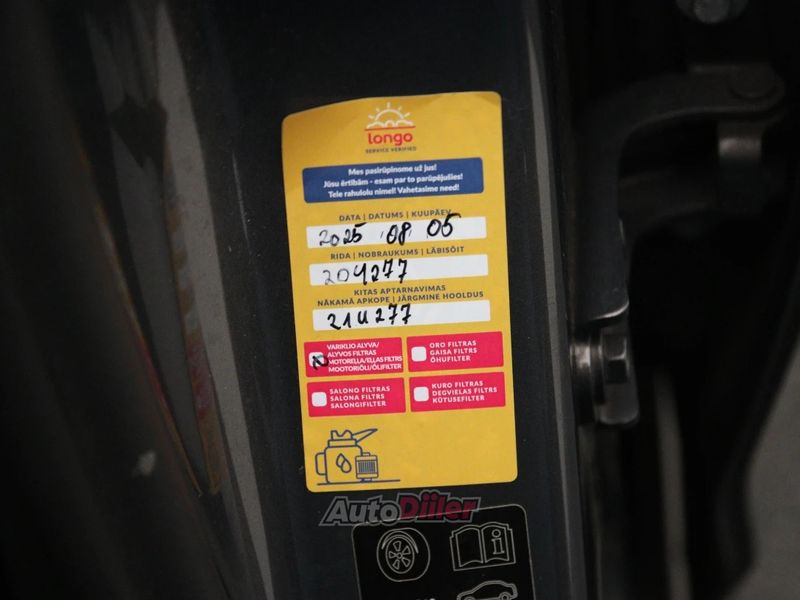 longo
SERVICE VERIFIED
Mes pasirūpinome už jus!
Jūsu ērtībām - esam par to parūpējušies!
Teie rahulolu nimel! Vahetasime need!
DATA | DATUMS | KUUPÄEV
2025 08 05
RIDA | NOBRAUKUMS | LÄBISÕIT
204277
KITAS APTARNAVIMAS
NĀKAMĀ APKOPE | JÄRGMINE HOOLDUS
214277
VARIKLIO ALYVA/
ALYVOS FILTRAS
MOTOREĻĻA/EĻĻAS FILTRS
MOOTORIÕLI/ÕLIFILTER
ORO FILTRAS
GAISA FILTRS
ÕHUFILTER
SALONO FILTRAS
SALONA FILTRS
SALONGIFILTER
KURO FILTRAS
DEGVIELAS FILTRS
KÜTUSEFILTER
AutoDiiler